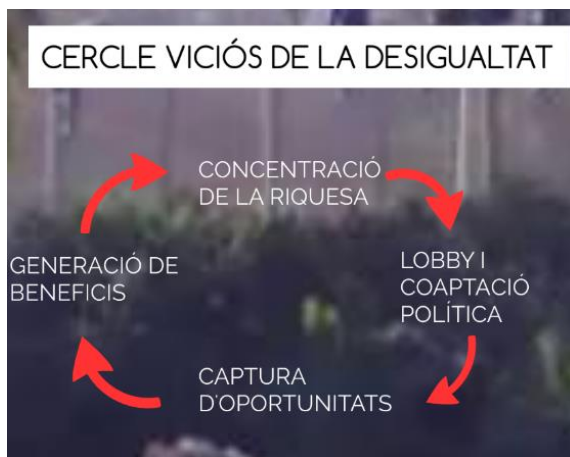 CERCLE VICIÓS DE LA DESIGUALTAT
CONCENTRACIÓ
DE LA RIQUESA
LOBBY I
COAPTACIÓ
POLÍTICA
CAPTURA
D'OPORTUNITATS
GENERACIÓ DE
BENEFICIS